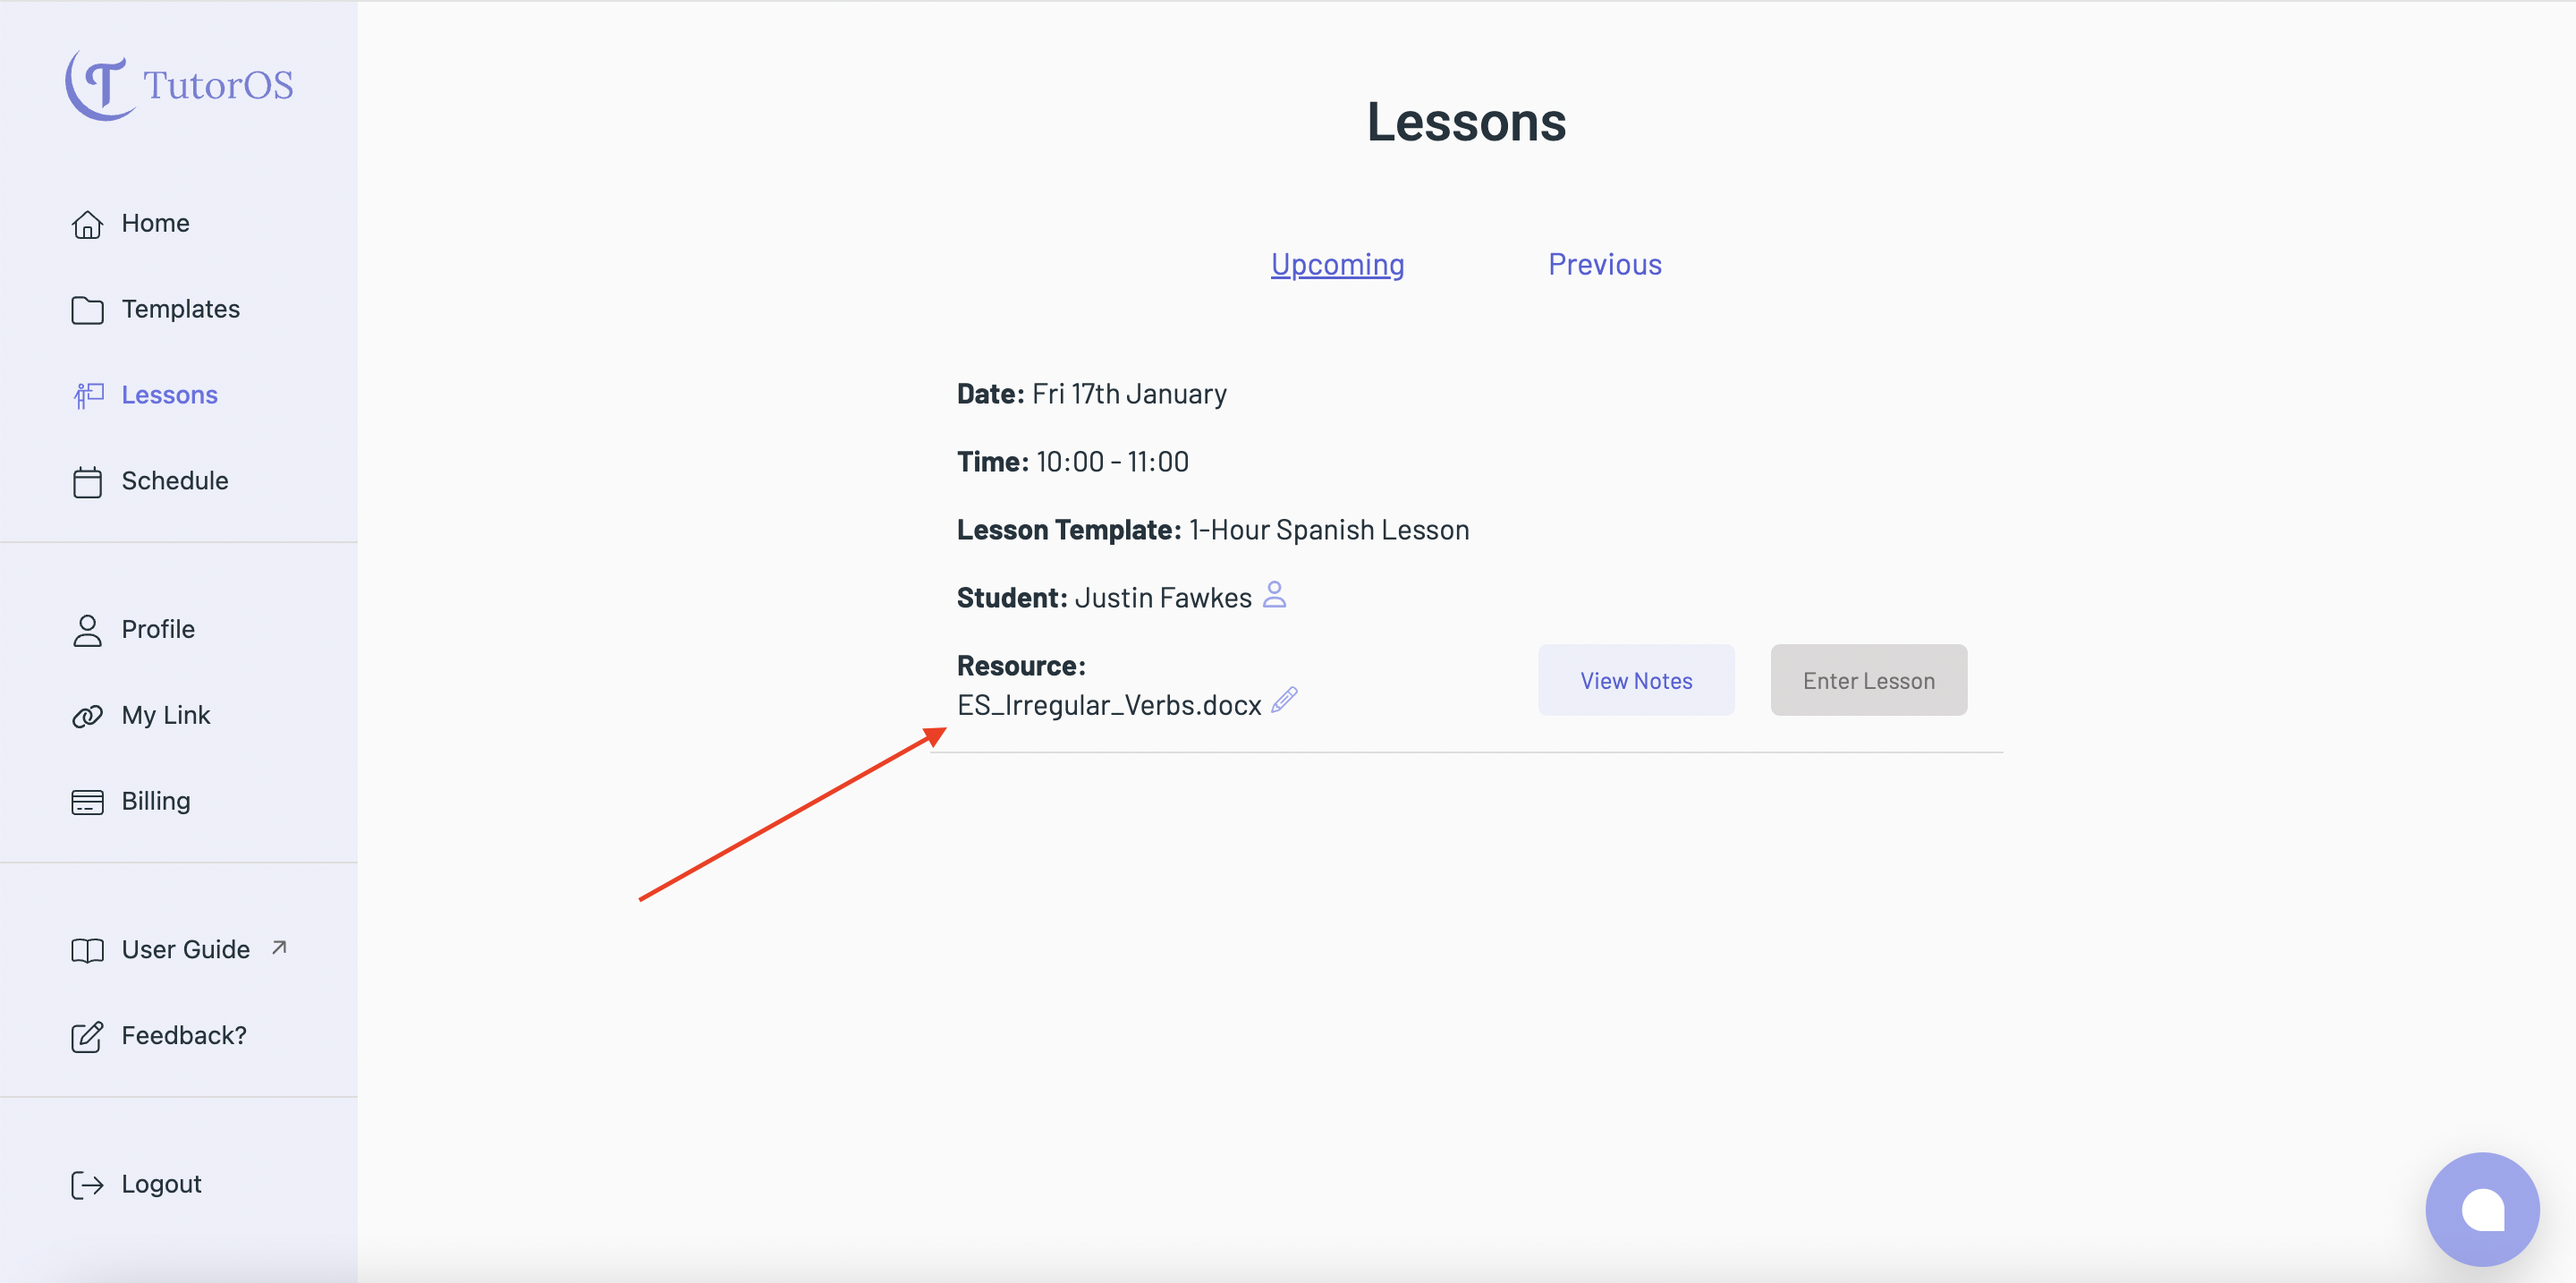 TutorOS
Home
Templates
Lessons
Schedule
Profile
My Link
Billing
User Guide
Feedback?
Logout
Lessons
Upcoming
Previous
Date: Fri 17th January
Time: 10:00 - 11:00
Lesson Template: 1-Hour Spanish Lesson
Student: Justin Fawkes
Resource:
ES_Irregular_Verbs.docx
View Notes
Enter Lesson